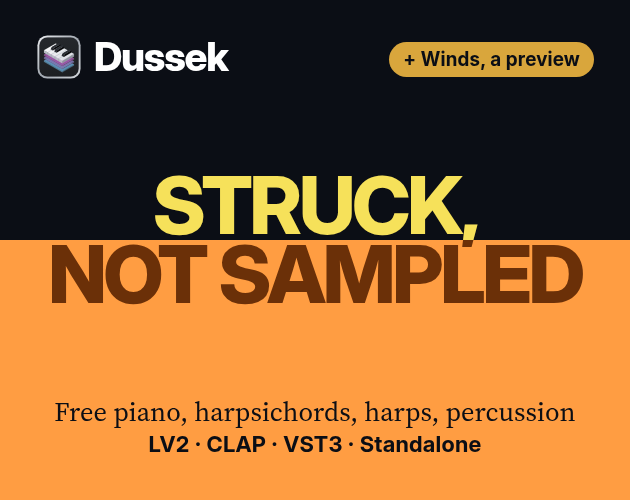 Dussek
+ Winds, a preview
STRUCK,
NOT SAMPLED
Free piano, harpsichords, harps, percussion
LV2 · CLAP · VST3 · Standalone